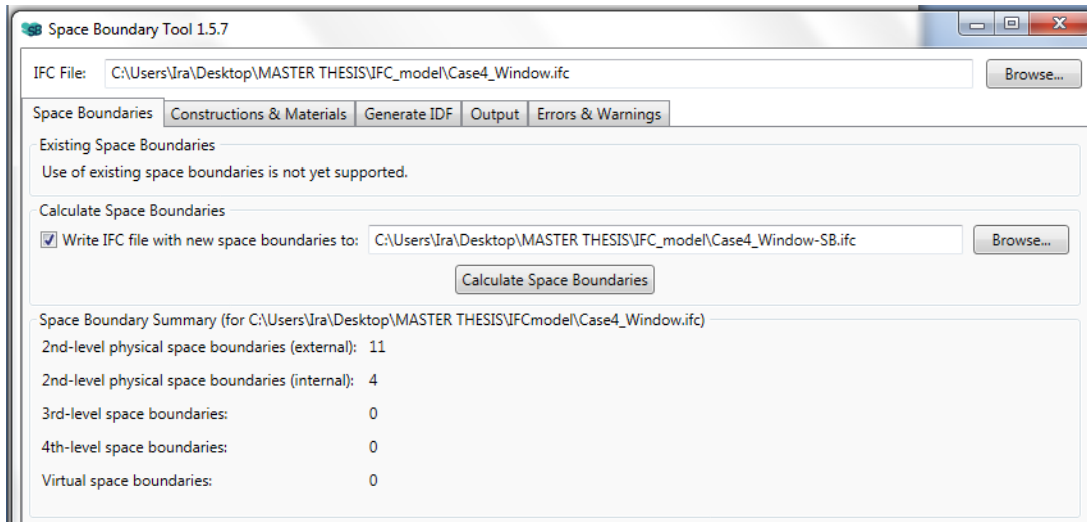 SB Space Boundary Tool 1.5.7
IFC File: C:\Users\Ira\Desktop\MASTER THESIS\IFC_model\Case4_Window.ifc Browse...
Space Boundaries Constructions & Materials Generate IDF Output Errors & Warnings
Existing Space Boundaries
Use of existing space boundaries is not yet supported.
Calculate Space Boundaries
Write IFC file with new space boundaries to: C:\Users\Ira\Desktop\MASTER THESIS\IFC_model\Case4_Window-SB.ifc Browse...
Calculate Space Boundaries
Space Boundary Summary (for C:\Users\Ira\Desktop\MASTER THESIS\IFCmodel\Case4_Window.ifc)
2nd-level physical space boundaries (external): 11
2nd-level physical space boundaries (internal): 4
3rd-level space boundaries: 0
4th-level space boundaries: 0
Virtual space boundaries: 0